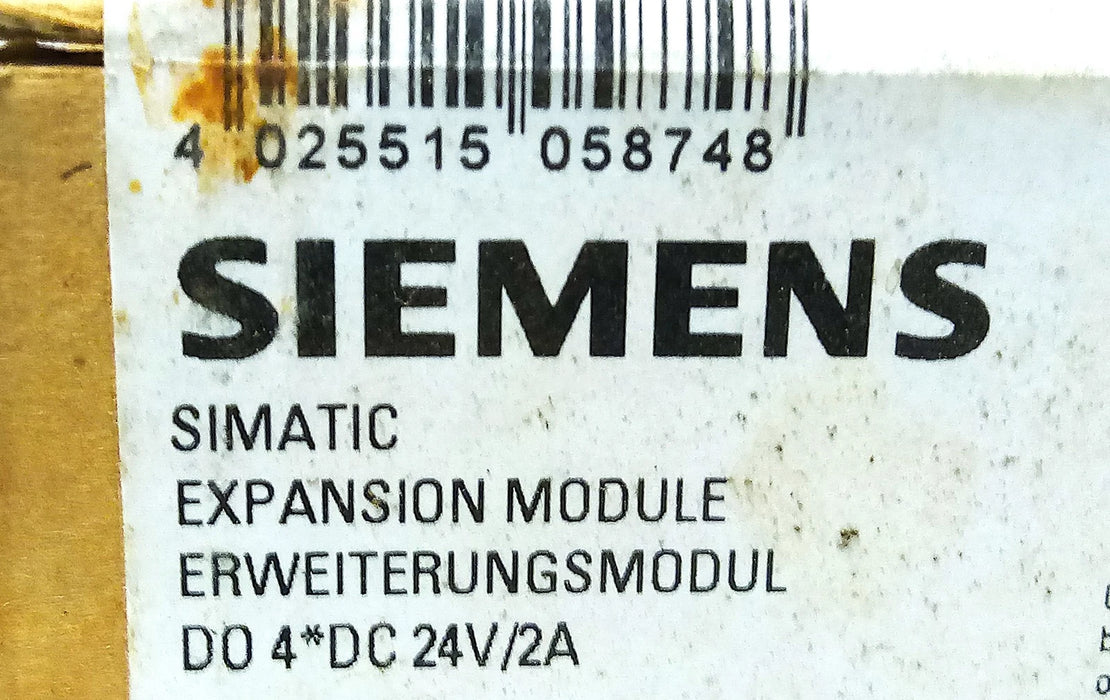 4 025515 058748
SIEMENS
SIMATIC
EXPANSION MODULE
ERWEITERUNGSMODUL
DO 4*DC 24V/2A